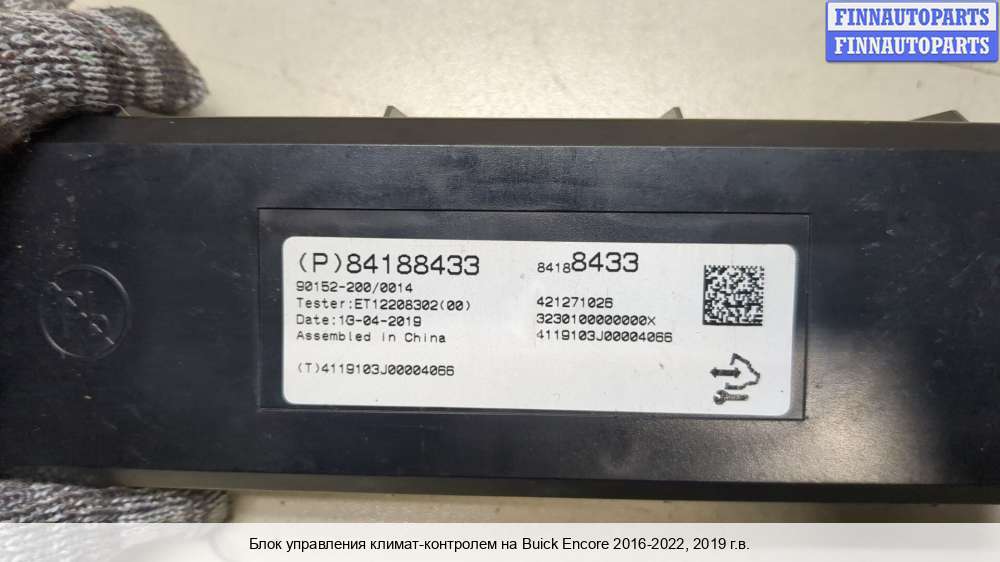 FINNAUTOPARTS
FINNAUTOPARTS
(P)84188433
90152-200/0014
Tester:ET12208302(00)
Date:13-04-2019
Assembled in China
(T)4119103J00004066
84188433
421271026
3230100000000X
4119103J00004066
Блок управления климат-контролем на Buick Encore 2016-2022, 2019 г.в.